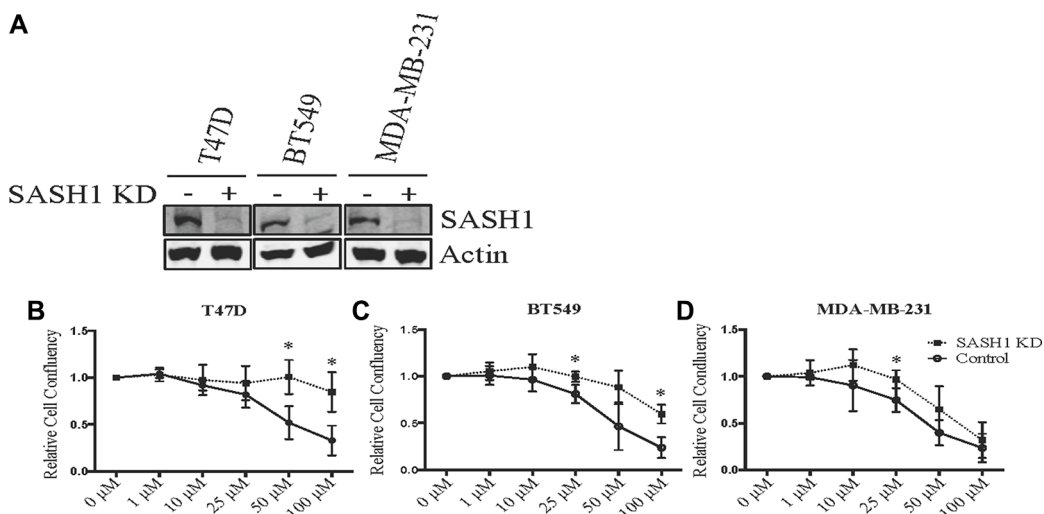 A
T47D
BT549
MDA-MB-231
SASH1 KD
- + - + - +
SASH1
Actin
B
T47D
Relative Cell Confluency
1.5
1.0
0.5
0.0
* *
0 µM
1 µM
10 µM
25 µM
50 µM
100 µM
C
BT549
Relative Cell Confluency
1.5
1.0
0.5
0.0
* *
0 µM
1 µM
10 µM
25 µM
50 µM
100 µM
D
MDA-MB-231
Relative Cell Condluency
1.5
1.0
0.5
0.0
*
SASH1 KD
Control
0 µM
1 µM
10 µM
25 µM
50 µM
100 µM